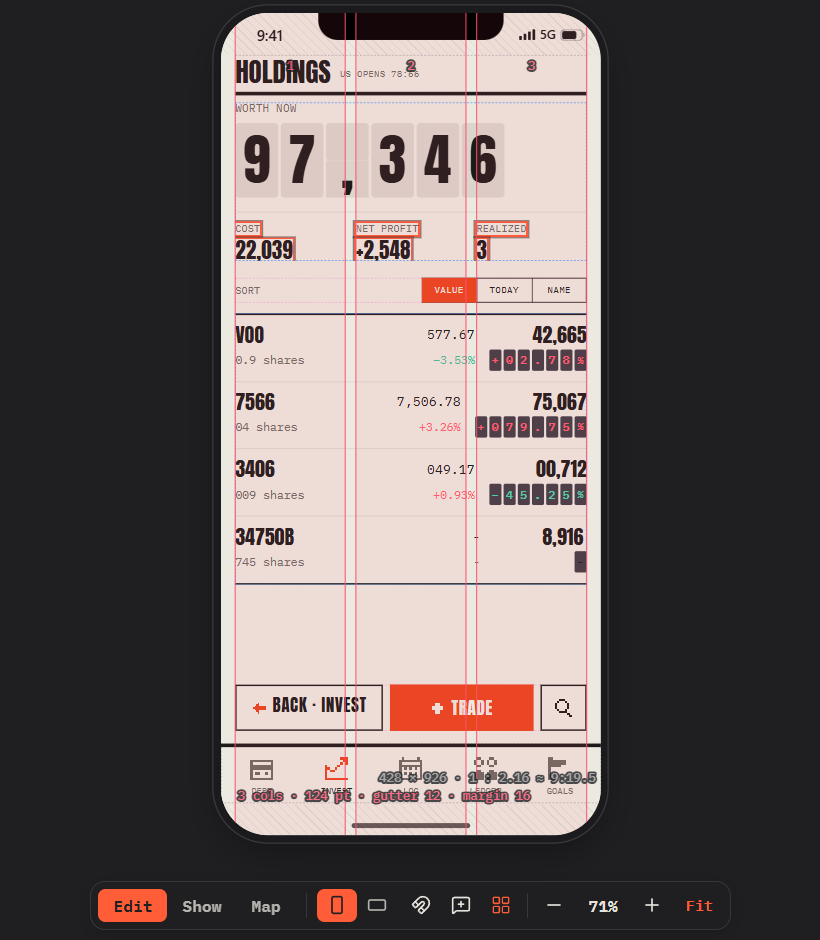 9:41 5G
HOLDINGS US OPENS 78:66
1 2 3
WORTH NOW
97,346
COST NET PROFIT REALIZED
22,039 +2,548 3
SORT VALUE TODAY NAME
VOO 577.67 42,665
0.9 shares −3.53% +02.78%
7566 7,506.78 75,067
04 shares +3.26% +079.75%
3406 049.17 00,712
009 shares +0.93% −45.25%
34750B - 8,916
745 shares - -
BACK · INVEST TRADE
428 × 926 · 1 : 2.16 ≈ 9:19.5
INVEST LOG LEDGER GOALS
3 cols · 124 pt · gutter 12 · margin 16
Edit Show Map 71% Fit